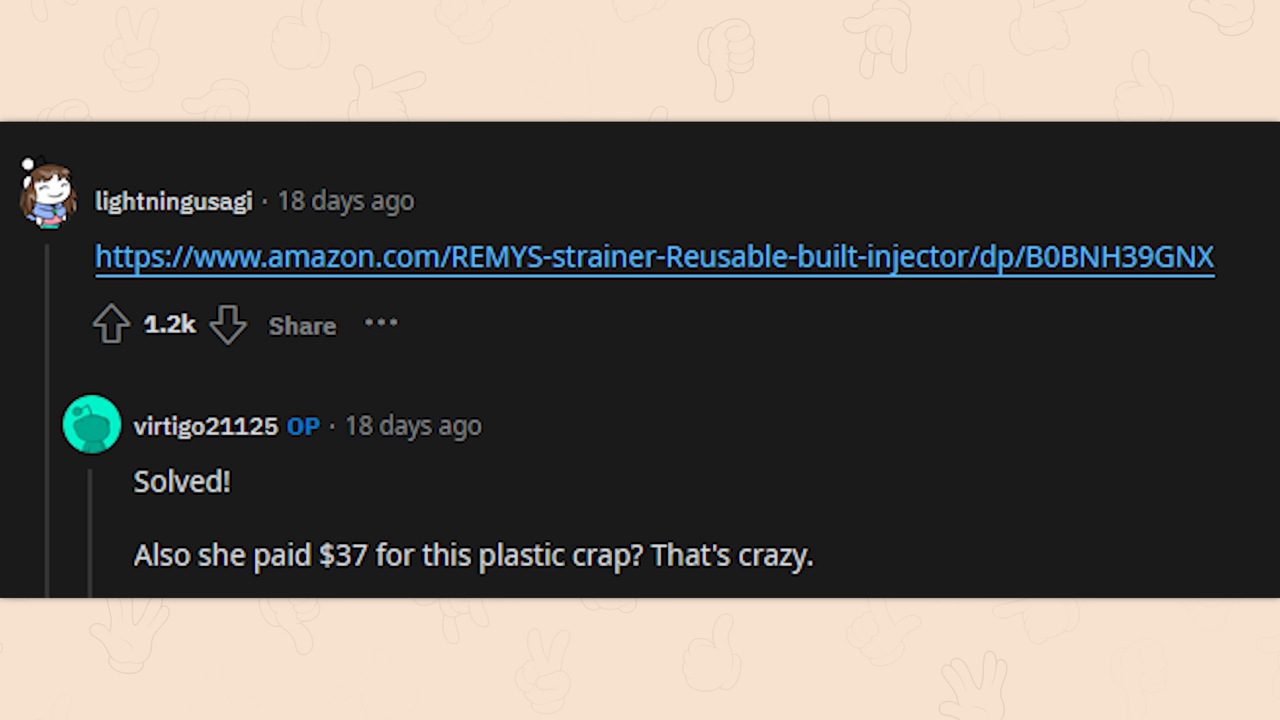 lightningusagi · 18 days ago
https://www.amazon.com/REMYS-strainer-Reusable-built-injector/dp/B0BNH39GNX
1.2k Share ···
virtigo21125 OP · 18 days ago
Solved!
Also she paid $37 for this plastic crap? That's crazy.